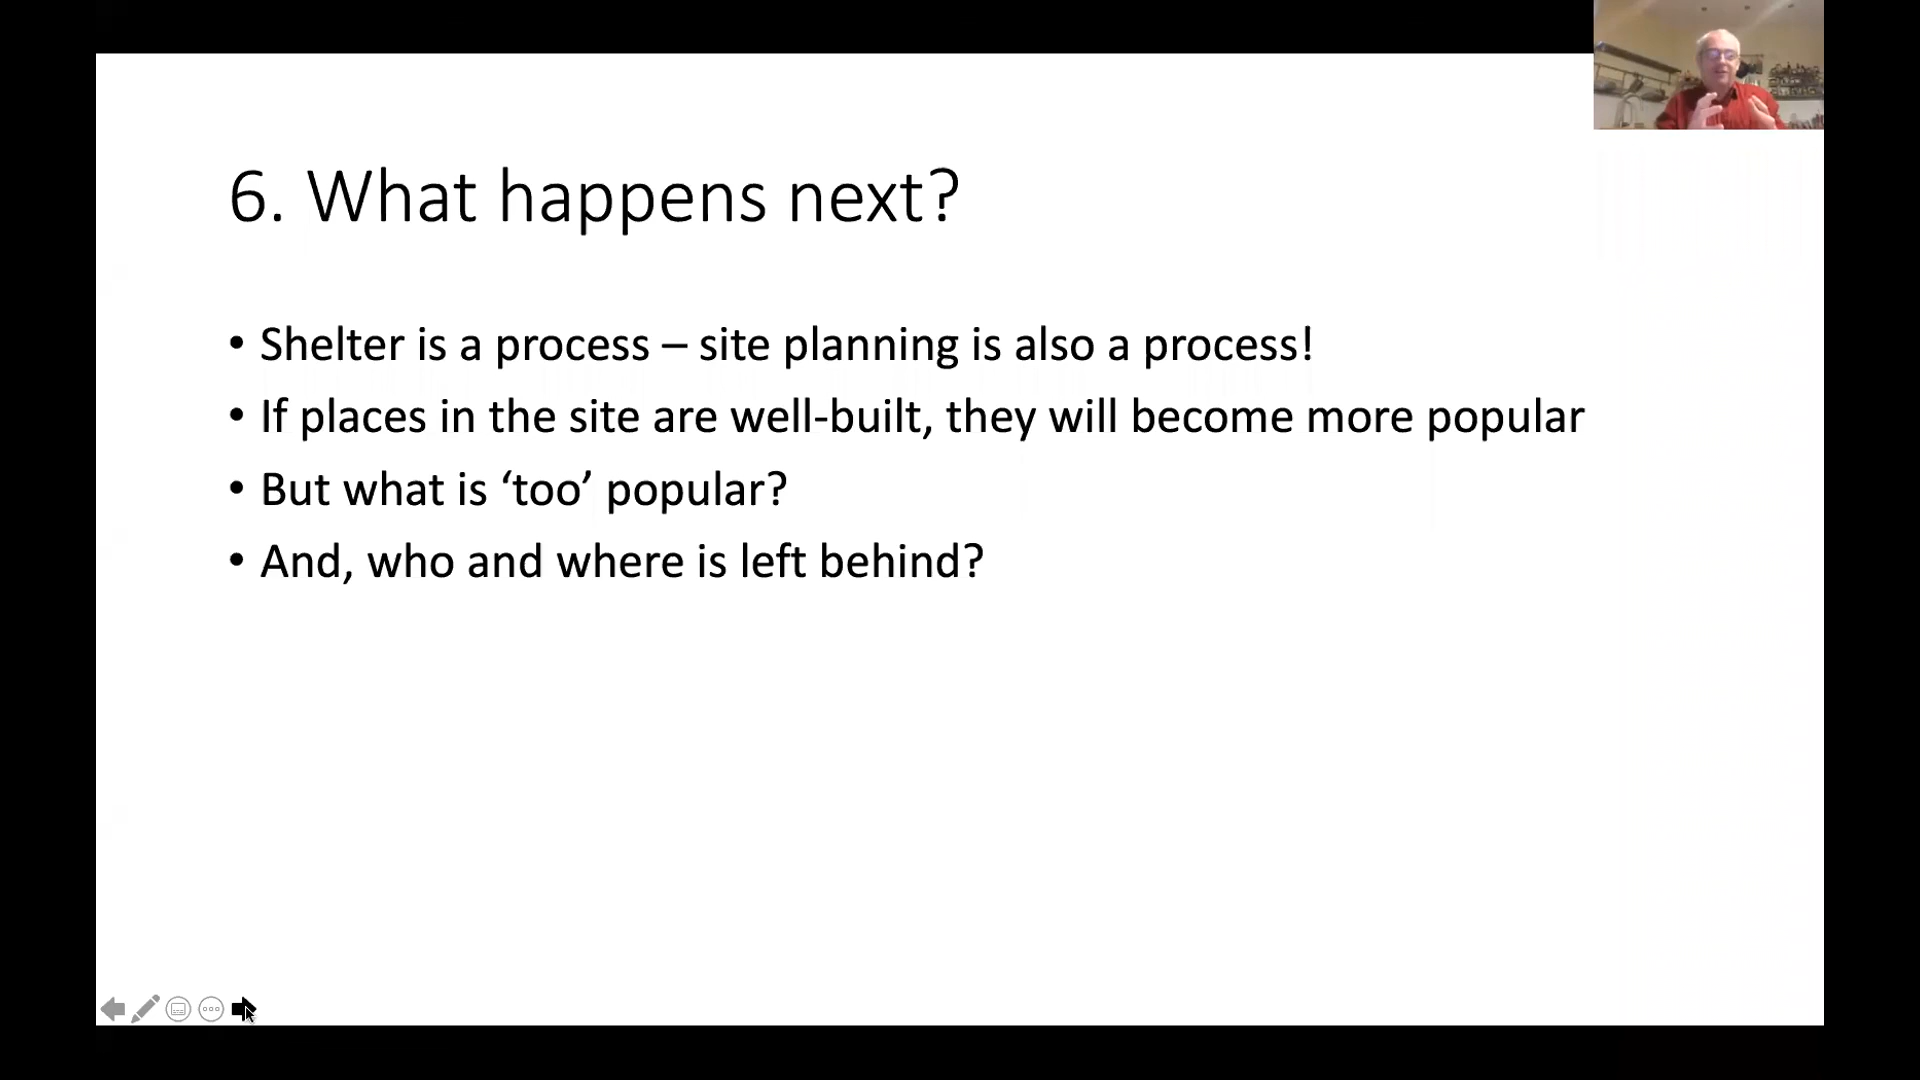 6. What happens next?
• Shelter is a process – site planning is also a process!
• If places in the site are well-built, they will become more popular
• But what is ‘too’ popular?
• And, who and where is left behind?